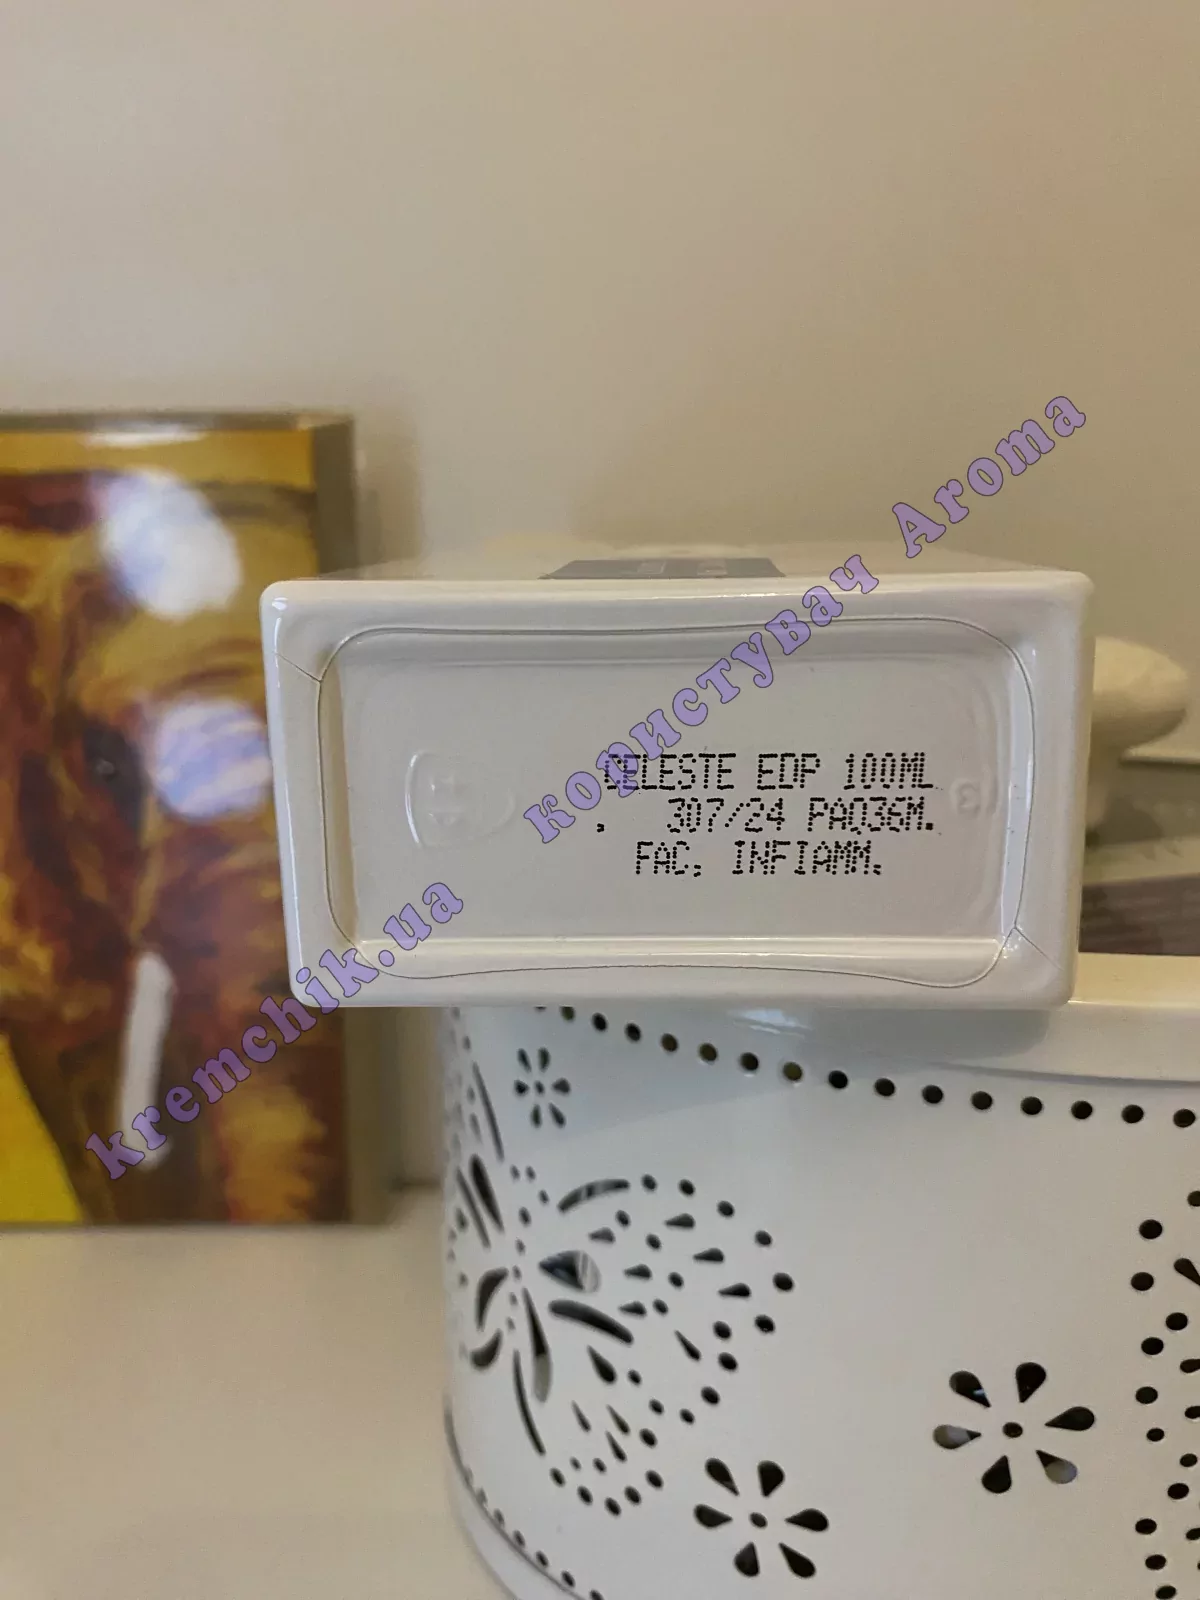 CELESTE EDP 100ML
. 307/24 PAO36M.
FAC. INFIAMM.
kremchik.ua користувач Aroma